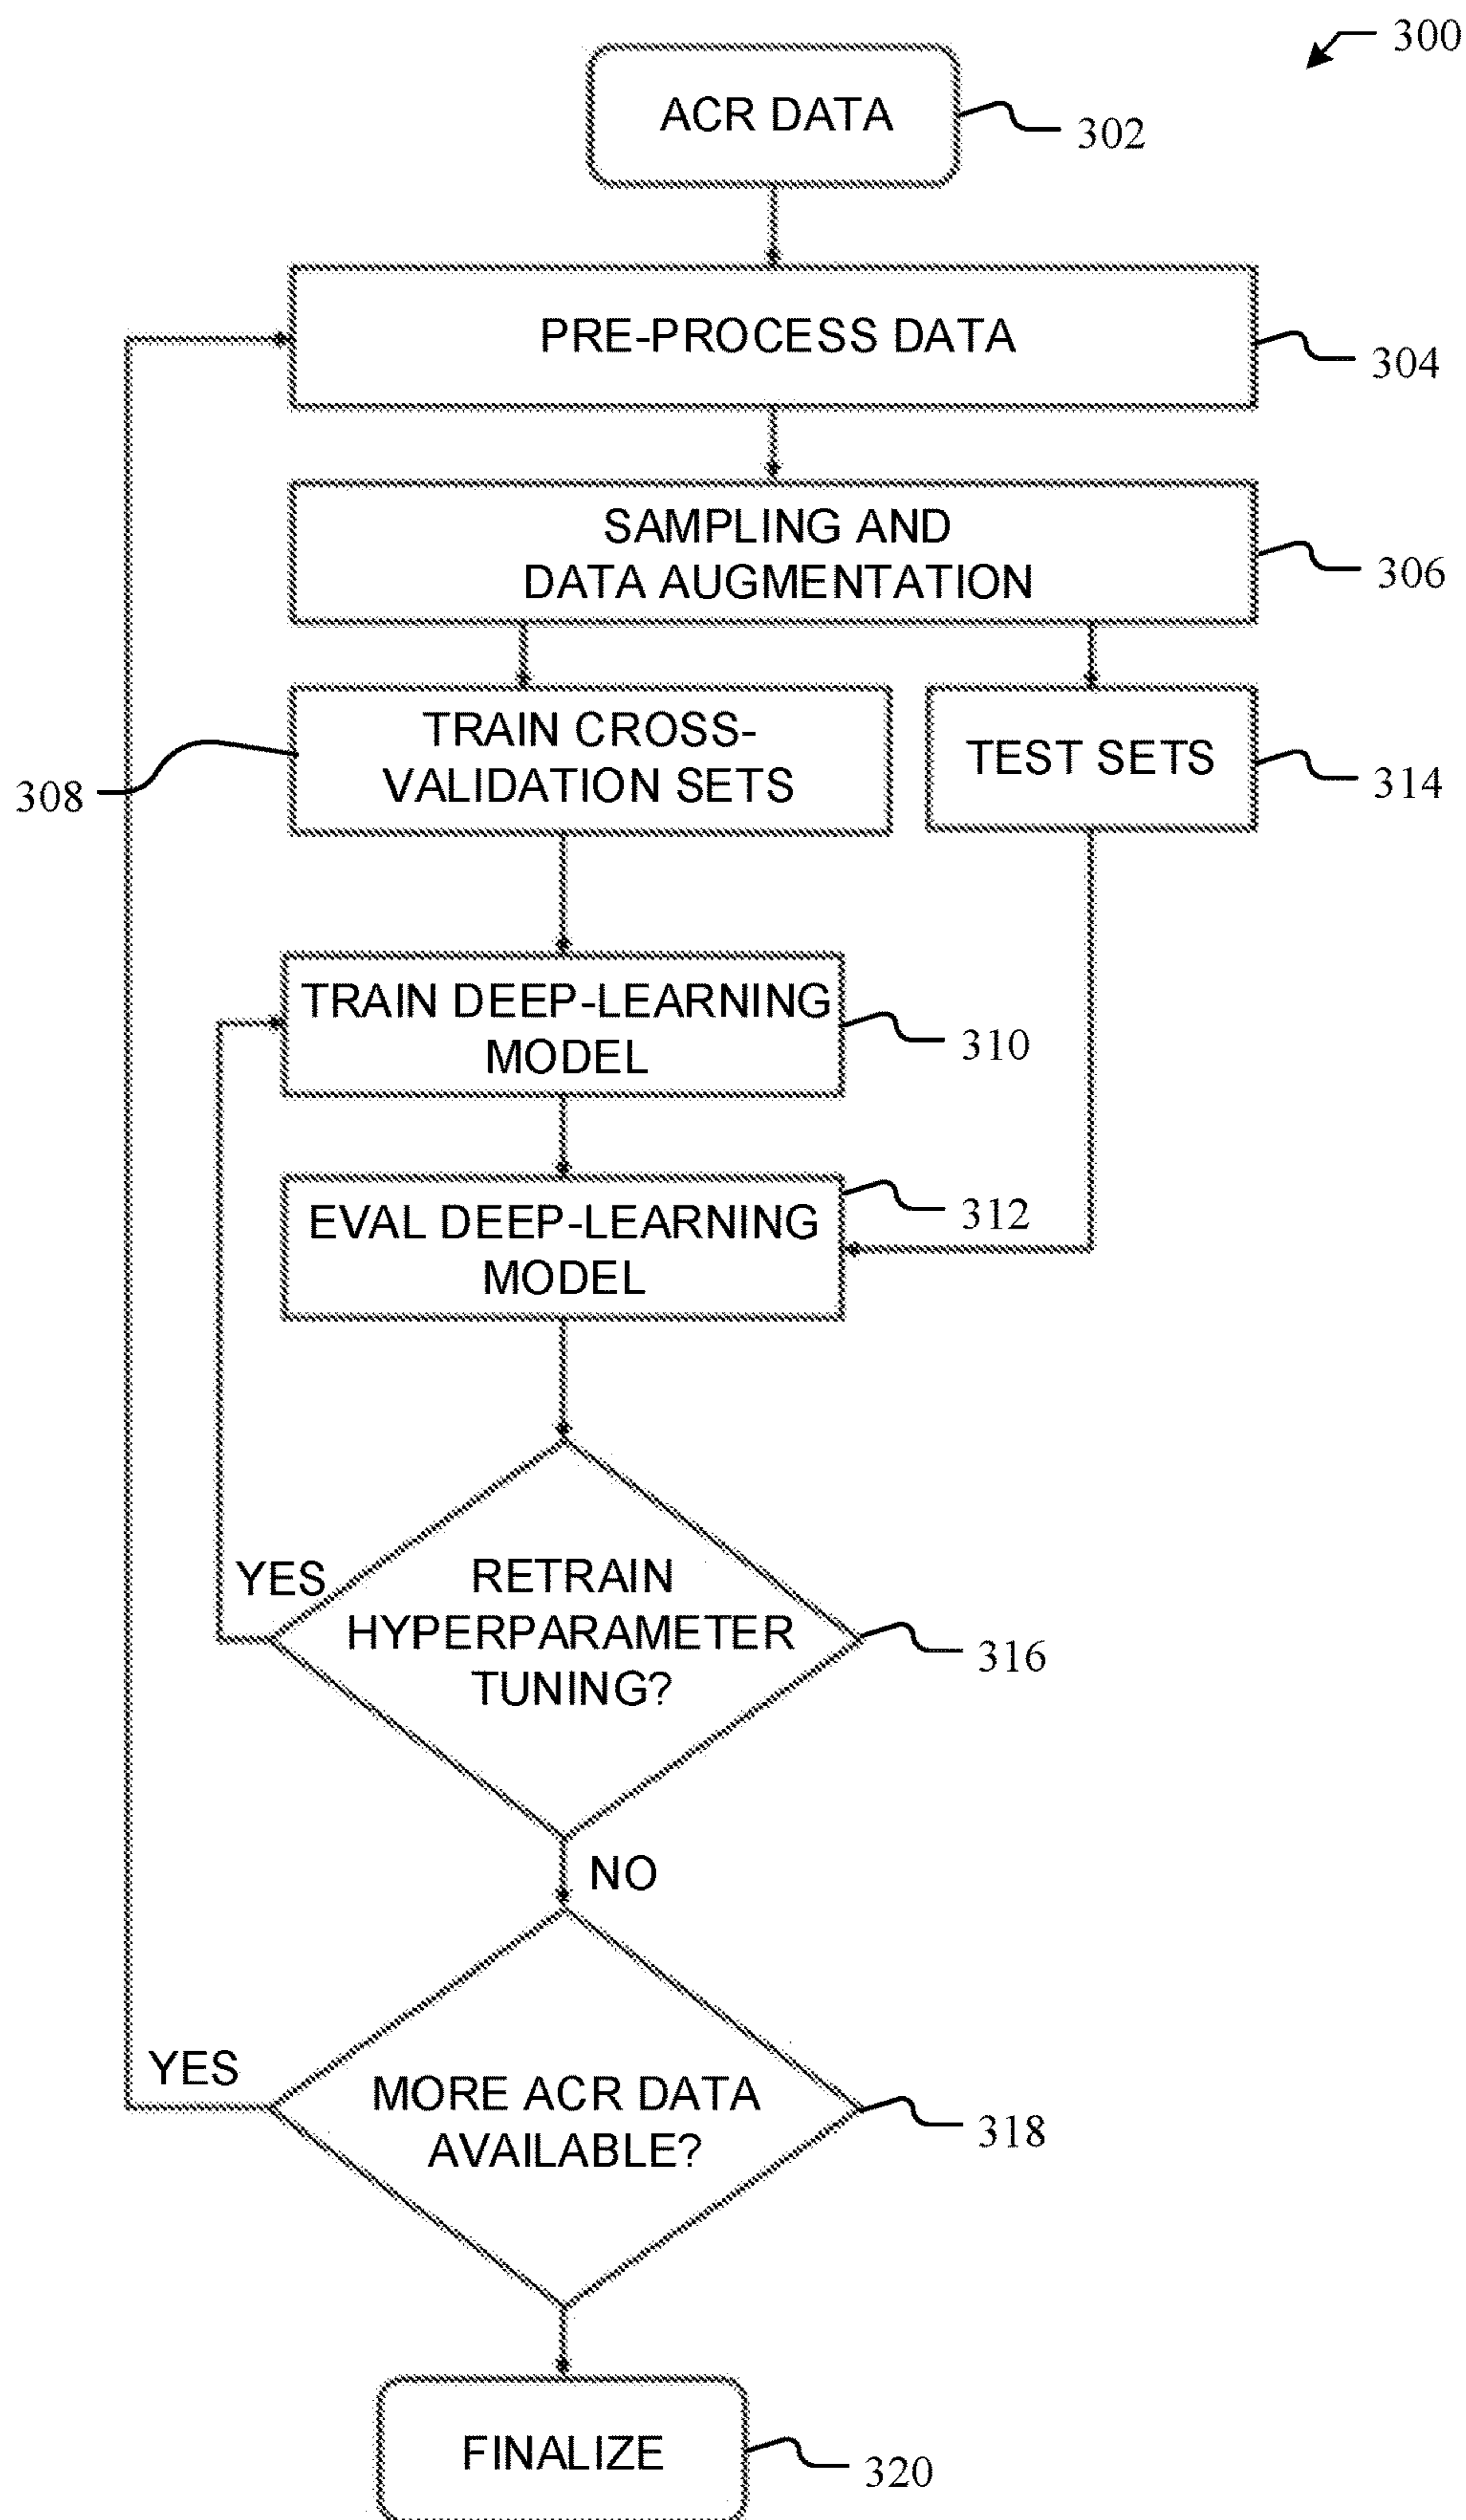 300
ACR DATA
302
PRE-PROCESS DATA
304
SAMPLING AND
DATA AUGMENTATION
306
TRAIN CROSS-
VALIDATION SETS
308
TEST SETS
314
TRAIN DEEP-LEARNING
MODEL
310
EVAL DEEP-LEARNING
MODEL
312
RETRAIN
HYPERPARAMETER
TUNING?
YES
316
NO
MORE ACR DATA
AVAILABLE?
YES
318
FINALIZE
320